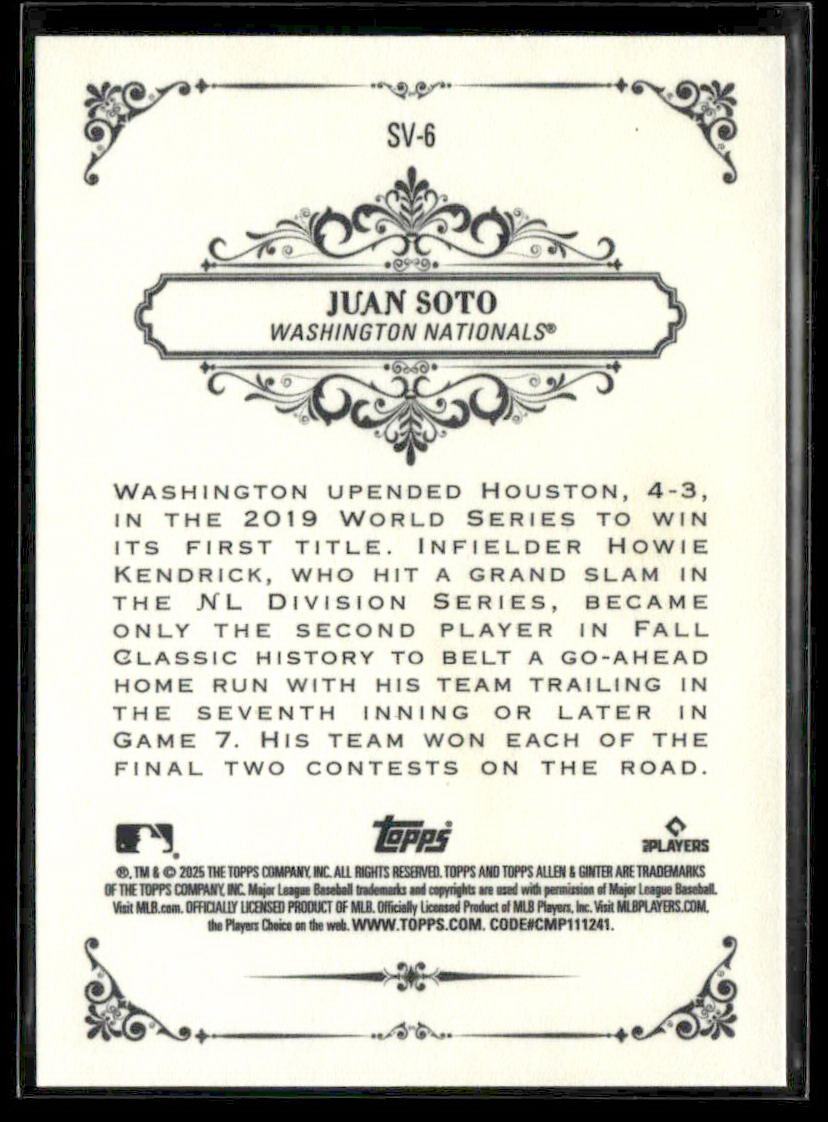 SV-6
JUAN SOTO
WASHINGTON NATIONALS®
WASHINGTON UPENDED HOUSTON, 4-3,
IN THE 2019 WORLD SERIES TO WIN
ITS FIRST TITLE. INFIELDER HOWIE
KENDRICK, WHO HIT A GRAND SLAM IN
THE NL DIVISION SERIES, BECAME
ONLY THE SECOND PLAYER IN FALL
CLASSIC HISTORY TO BELT A GO-AHEAD
HOME RUN WITH HIS TEAM TRAILING IN
THE SEVENTH INNING OR LATER IN
GAME 7. HIS TEAM WON EACH OF THE
FINAL TWO CONTESTS ON THE ROAD.
topps® PLAYERS
®, TM & © 2025 THE TOPPS COMPANY, INC. ALL RIGHTS RESERVED. TOPPS AND TOPPS ALLEN & GINTER ARE TRADEMARKS
OF THE TOPPS COMPANY, INC. Major League Baseball trademarks and copyrights are used with permission of Major League Baseball.
Visit MLB.com. OFFICIALLY LICENSED PRODUCT OF MLB. Officially Licensed Product of MLB Players, Inc. Visit MLBPLAYERS.COM,
the Players Choice on the web. WWW.TOPPS.COM. CODE#CMP111241.